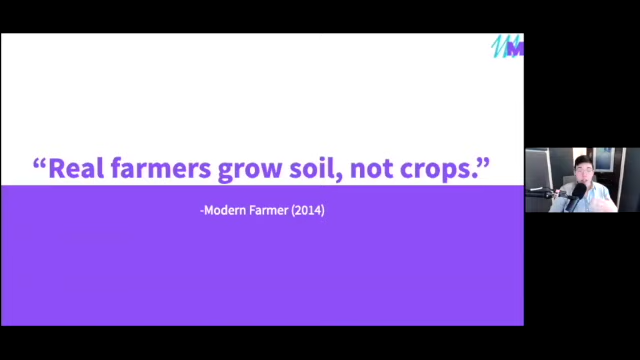 M
“Real farmers grow soil, not crops.”
-Modern Farmer (2014)